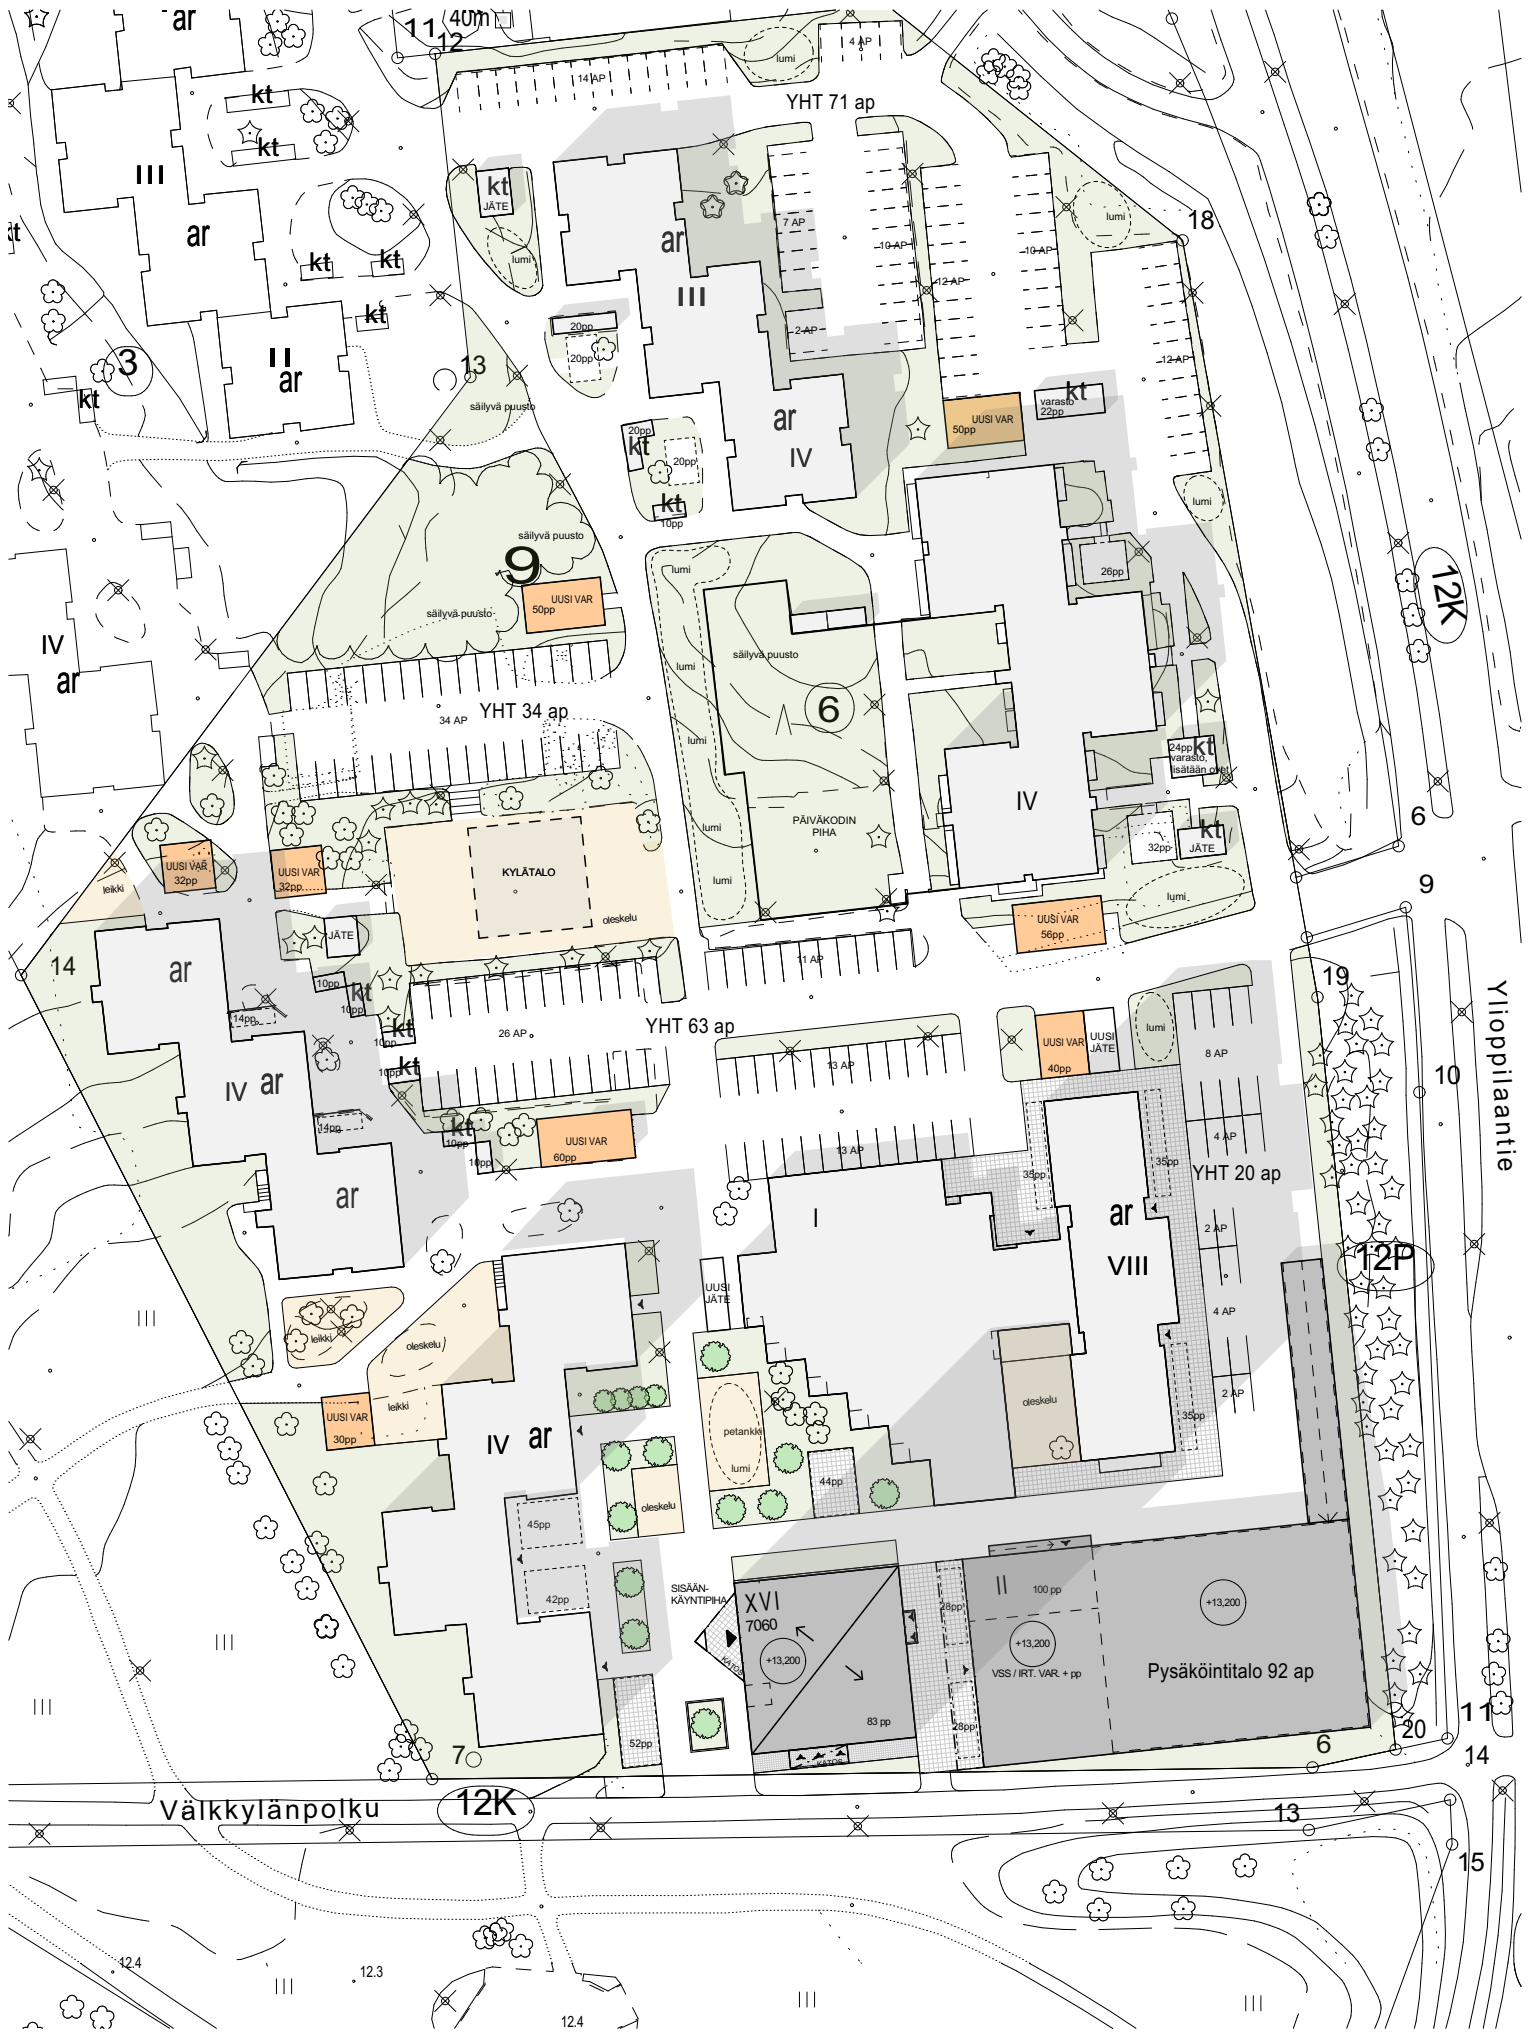 ar
11
40m
12
4 AP
lumi
14 AP
YHT 71 ap
kt
kt
III
kt
JÄTE
ar
ar
7 AP
10 AP
10 AP
lumi
18
kt
kt
kt
lumi
12 AP
III
kt
20pp
2 AP
3
II
ar
20pp
13
12 AP
kt
säilyvä puusto
ar
IV
UUSI VAR
50pp
kt
varasto
22pp
20pp
kt
20pp
kt
10pp
lumi
säilyvä puusto
9
lumi
26pp
12K
UUSI VAR
50pp
säilyvä puusto
IV
ar
säilyvä puusto
lumi
6
34 AP
YHT 34 ap
lumi
24pp
kt
varasto,
lisätään ovet
IV
6
PÄIVÄKODIN
PIHA
lumi
kt
32pp
JÄTE
UUSI VAR
32pp
UUSI VAR
32pp
KYLÄTALO
leikki
lumi
lumi
9
oleskelu
UUSI VAR
56pp
JÄTE
14
ar
11 AP
10pp
kt
10pp
19
Ylioppilaantie
14pp
kt
10pp
26 AP
YHT 63 ap
lumi
UUSI VAR
40pp
UUSI
JÄTE
8 AP
kt
10pp
13 AP
IV
ar
10
14pp
kt
10pp
UUSI VAR
60pp
10pp
13 AP
4 AP
35pp
35pp
YHT 20 ap
ar
I
ar
2 AP
VIII
12P
UUSI
JÄTE
4 AP
III
leikki
oleskelu
2 AP
leikki
oleskelu
UUSI VAR
30pp
IV
ar
petankki
35pp
lumi
44pp
oleskelu
45pp
42pp
SISÄÄN-
KÄYNTIPIHA
XVI
7060
II
100 pp
28pp
+13,200
+13,200
+13,200
III
KATOS
VSS / IRT. VAR. + pp
Pysäköintitalo 92 ap
III
83 pp
28pp
52pp
KATOS
20
11
7
6
14
12K
Välkkylänpolku
13
15
12.4
12.3
III
III
III
12.4